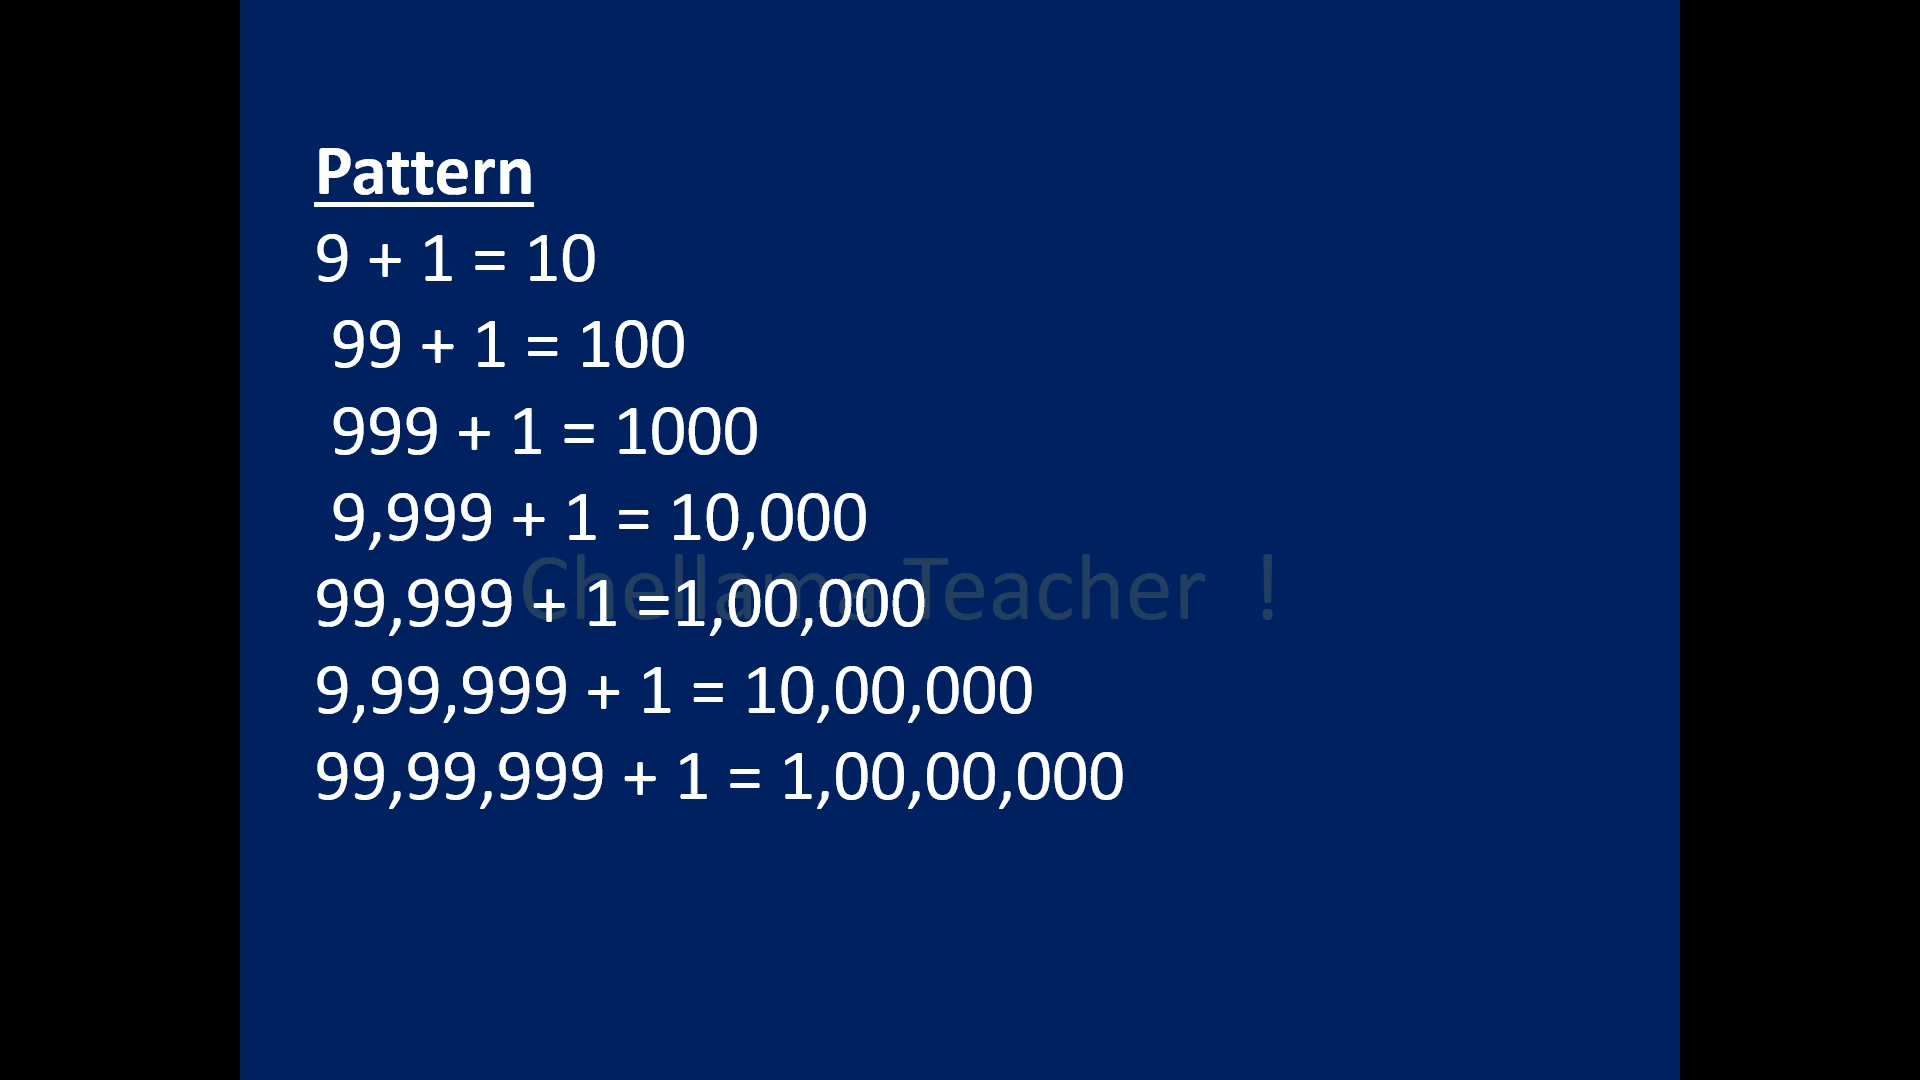 Pattern
9 + 1 = 10
99 + 1 = 100
999 + 1 = 1000
9,999 + 1 = 10,000
99,999 + 1 =1,00,000
Chellama Teacher !
9,99,999 + 1 = 10,00,000
99,99,999 + 1 = 1,00,00,000